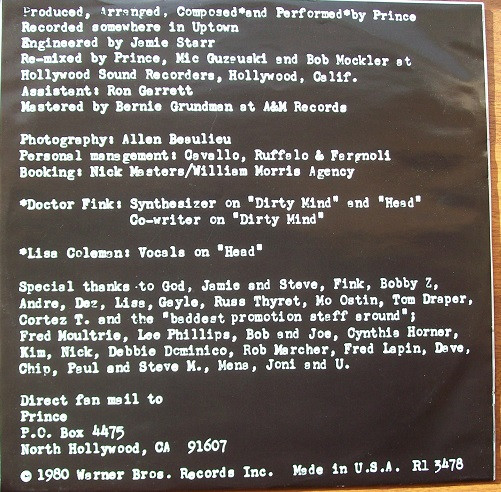 Produced, Arranged, Composed*and Performed*by Prince
Recorded somewhere in Uptown
Engineered by Jamie Starr
Re-mixed by Prince, Mic Guzauski and Bob Mockler at
Hollywood Sound Recorders, Hollywood, Calif.
Assistant: Ron Garrett
Mastered by Bernie Grundman at A&M Records
Photography: Allen Beaulieu
Personal management: Cavallo, Ruffalo & Fargnoli
Booking: Nick Masters/William Morris Agency
*Doctor Fink: Synthesizer on "Dirty Mind" and "Head"
Co-writer on "Dirty Mind"
*Lisa Coleman: Vocals on "Head"
Special thanks to God, Jamie and Steve, Fink, Bobby Z,
Andre, Dez, Lisa, Gayle, Russ Thyret, Mo Ostin, Tom Draper,
Cortez T. and the "baddest promotion staff around";
Fred Moultrie, Lee Phillips, Bob and Joe, Cynthia Horner,
Kim, Nick, Debbie Dominico, Rob Marcher, Fred Lapin, Dave,
Chip, Paul and Steve M., Mena, Joni and U.
Direct fan mail to
Prince
P.O. Box 4475
North Hollywood, CA 91607
© 1980 Warner Bros. Records Inc. Made in U.S.A. R1 3478